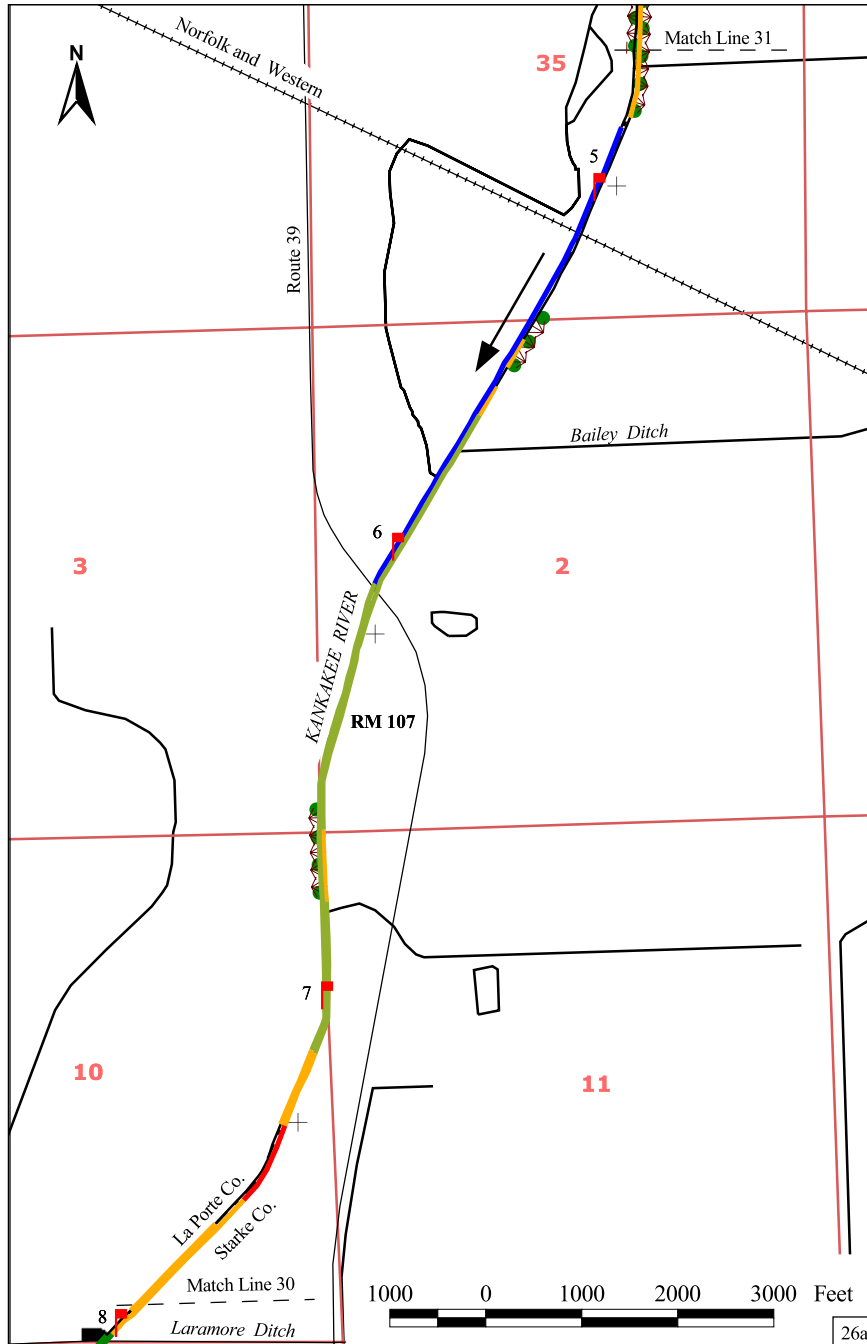 Match Line 31
35
N
Norfolk and Western
5
Route 39
Bailey Ditch
6
3
2
KANKAKEE RIVER
RM 107
7
10
11
La Porte Co.
Starke Co.
Match Line 30
8
Laramore Ditch
1000 0 1000 2000 3000 Feet
26a